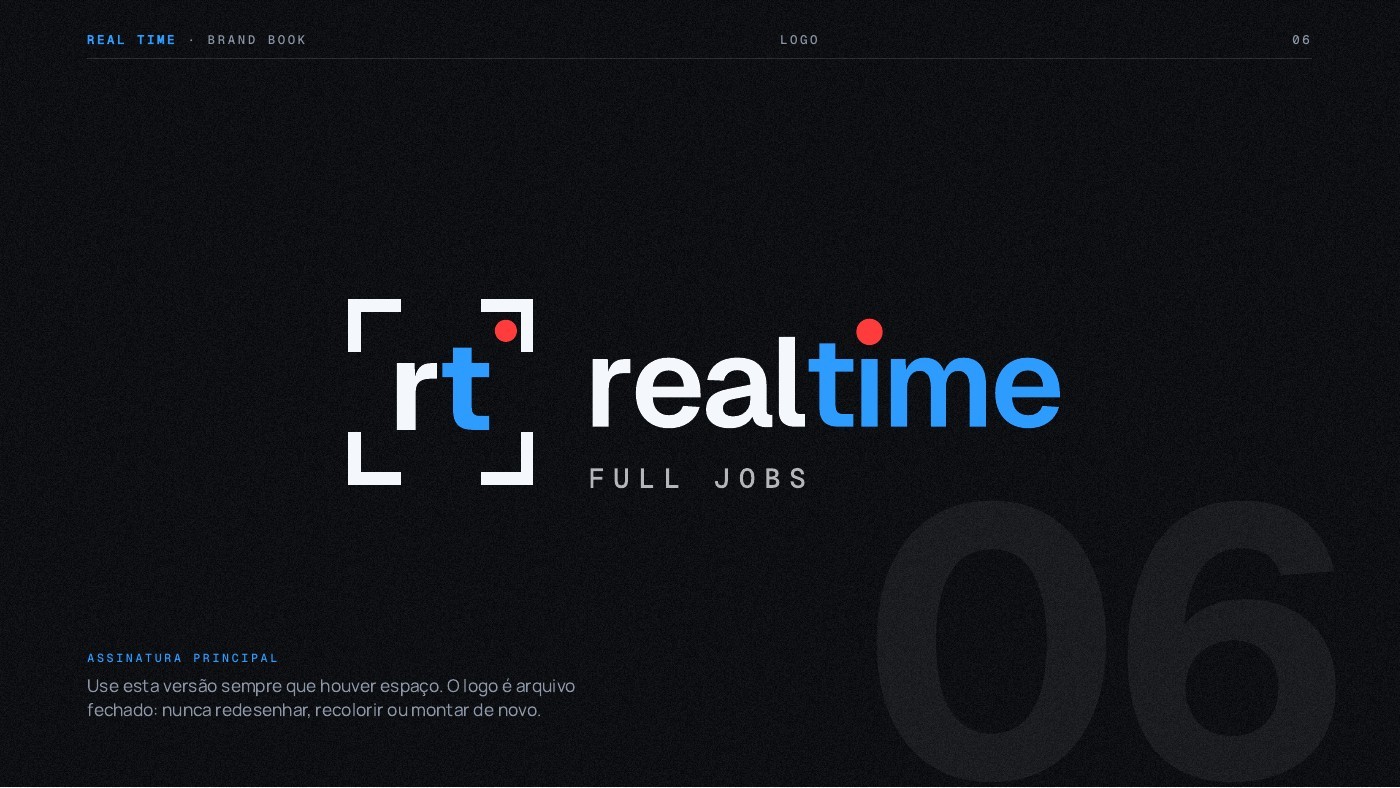 REAL TIME · BRAND BOOK
LOGO
06
rt
realtime
FULL JOBS
06
ASSINATURA PRINCIPAL
Use esta versão sempre que houver espaço. O logo é arquivo
fechado: nunca redesenhar, recolorir ou montar de novo.